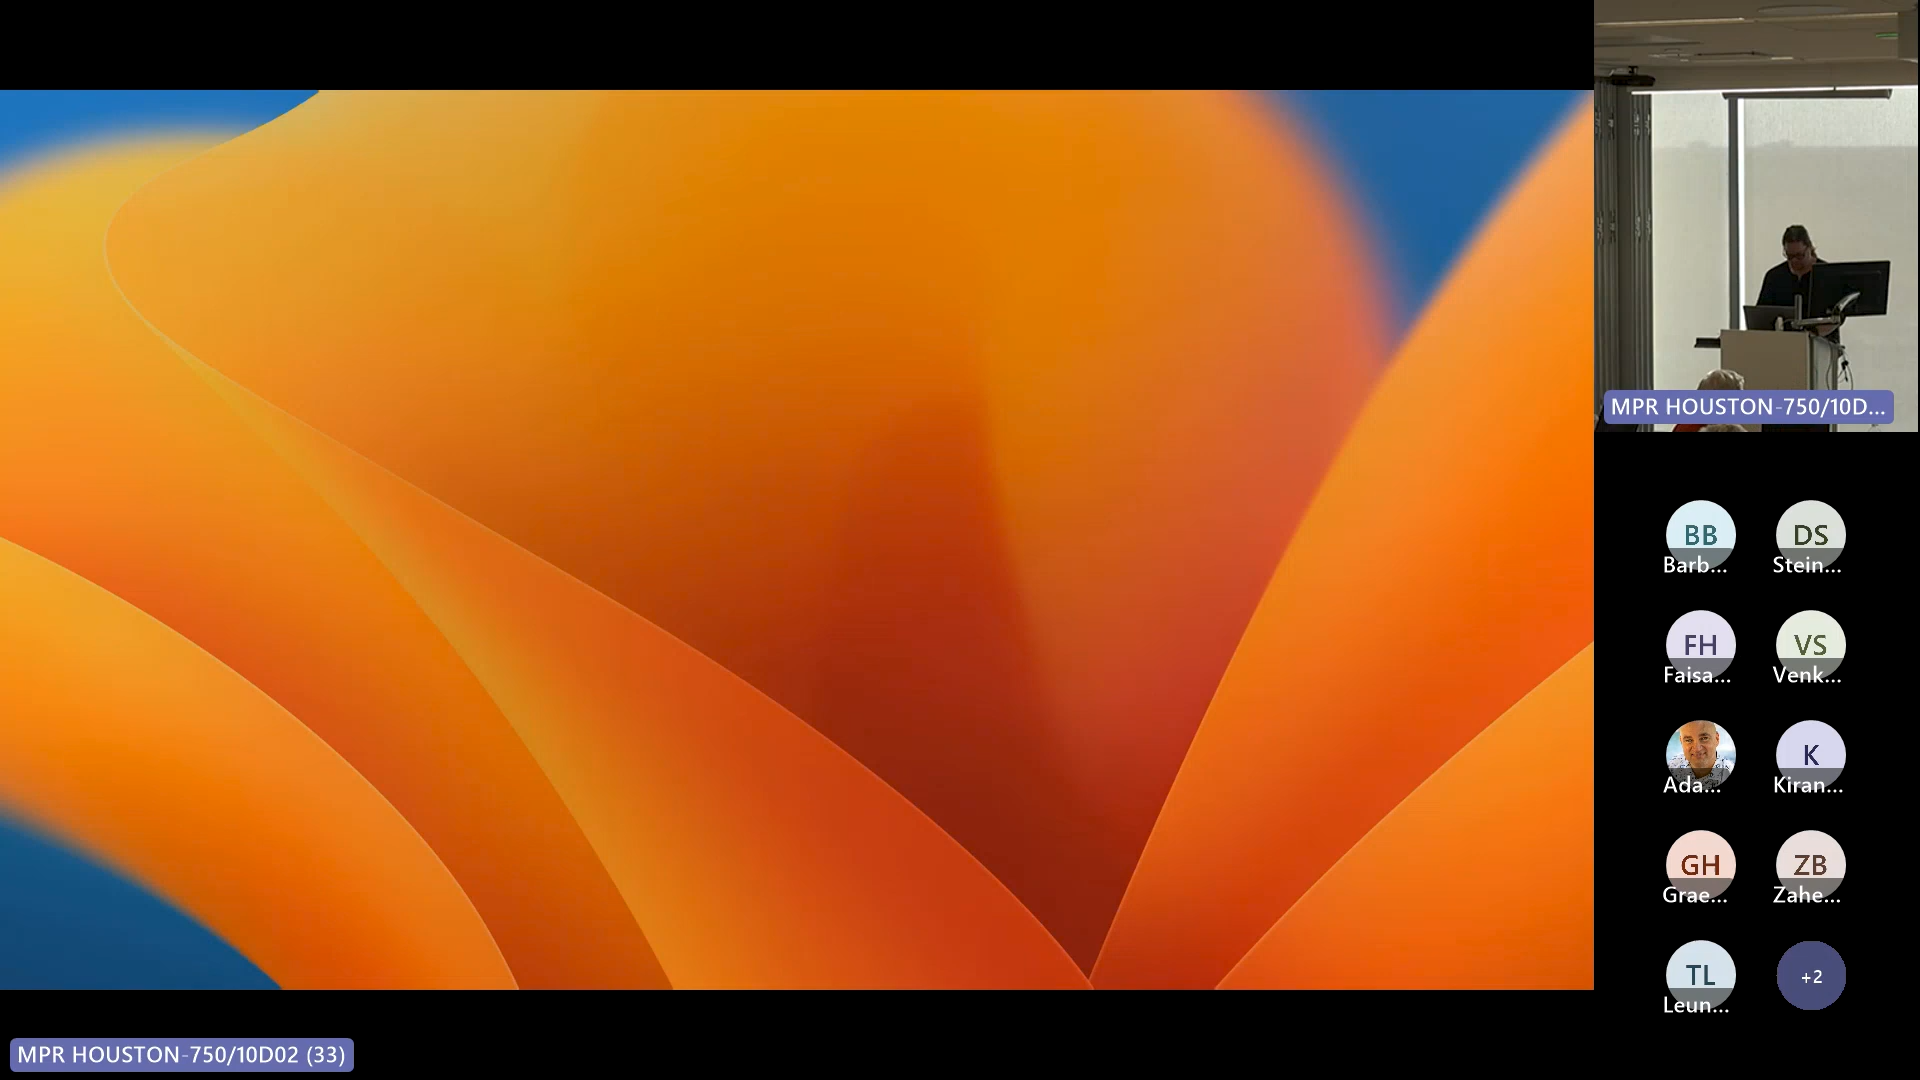 MPR HOUSTON-750/10D...
BB
Barb...
DS
Stein...
FH
Faisa...
VS
Venk...
Ada...
K
Kiran...
GH
Grae...
ZB
Zahe...
TL
Leun...
+2
MPR HOUSTON-750/10D02 (33)